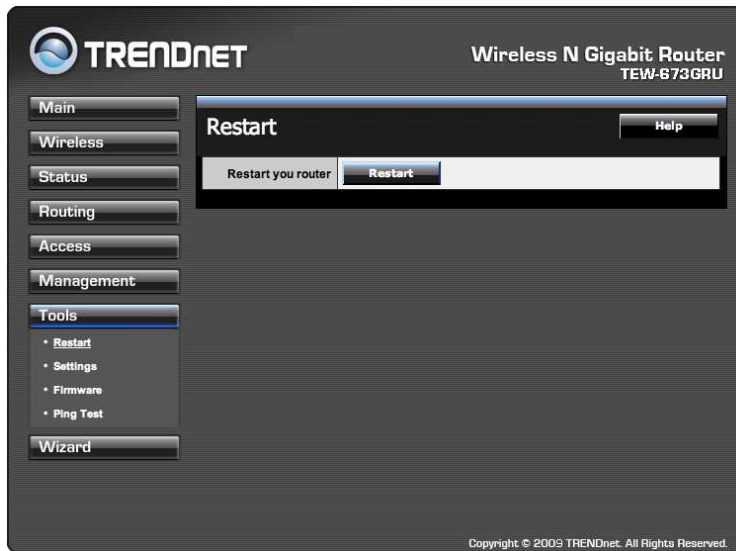 TRENDNET
Wireless N Gigabit Router
TEW-673GRU
Main
Wireless
Status
Routing
Access
Management
Tools
• Restart
• Settings
• Firmware
• Ping Test
Wizard
Restart
Help
Restart you router
Restart
Copyright © 2009 TRENDnet. All Rights Reserved.